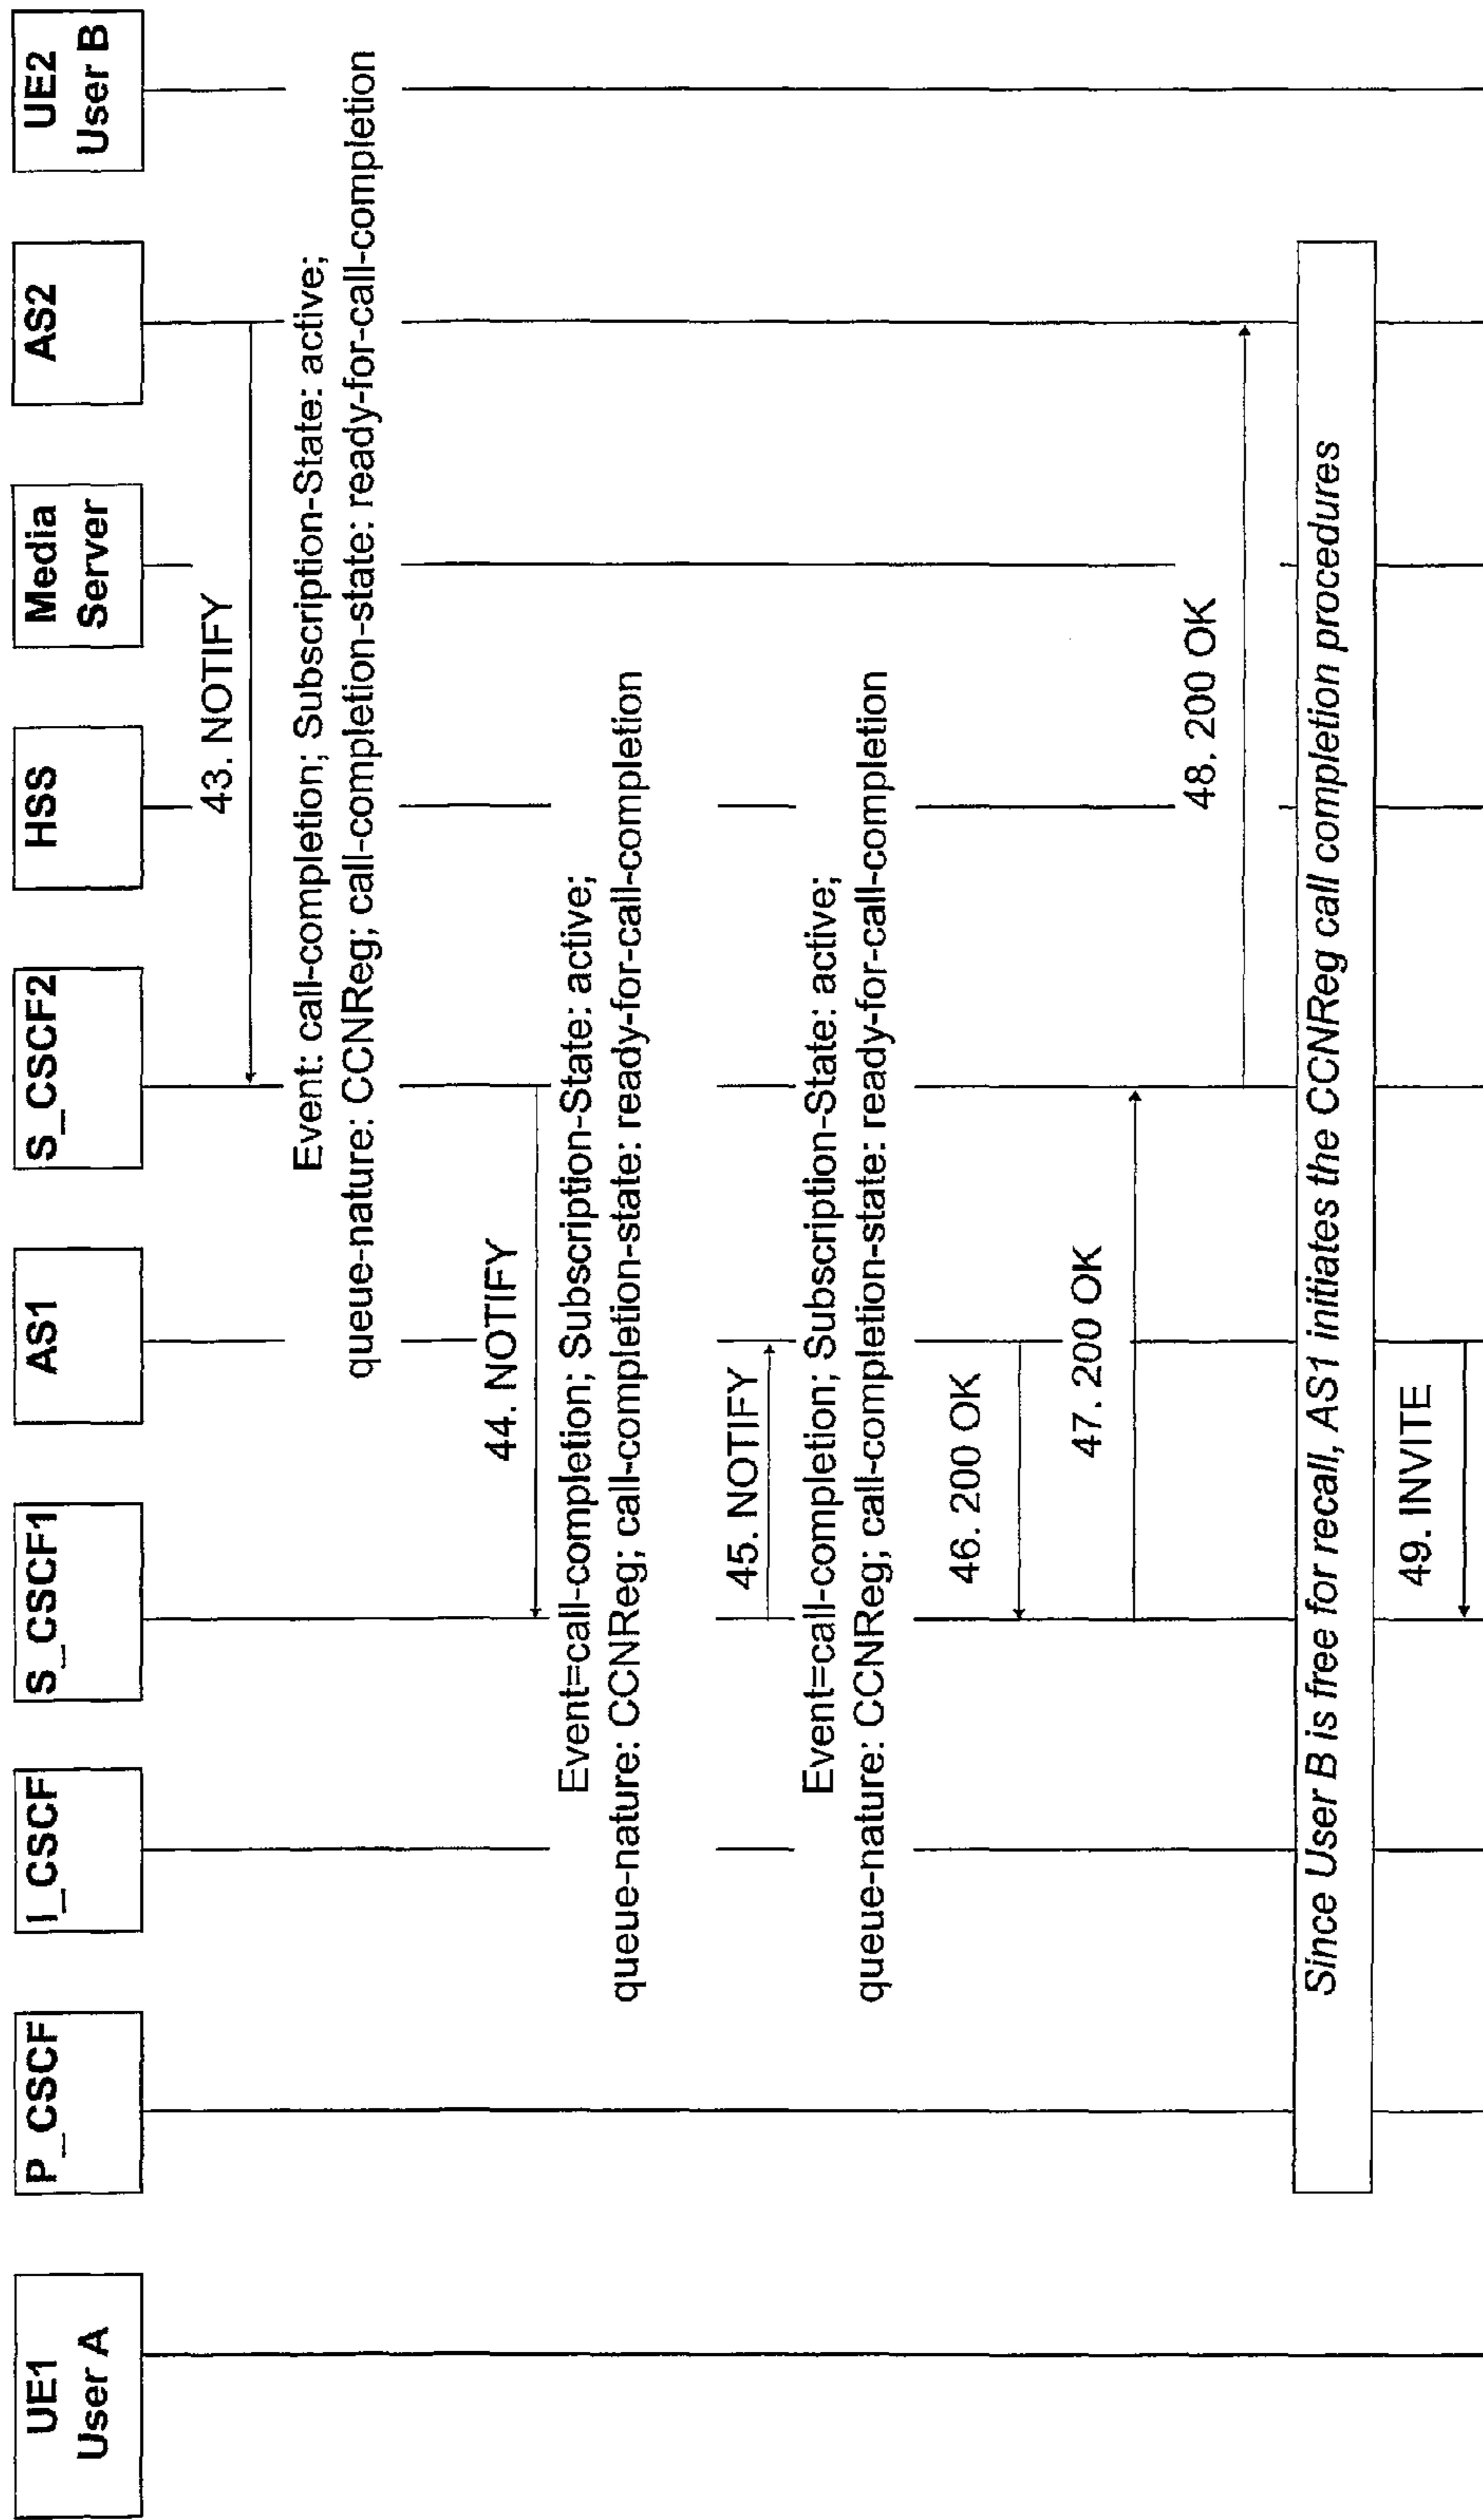 UE1
User A
P_CSCF
I_CSCF
S_CSCF1
AS1
S_CSCF2
HSS
Media
Server
AS2
UE2
User B
43. NOTIFY
Event: call-completion; Subscription-State: active;
queue-nature: CCNReg; call-completion-state: ready-for-call-completion
44. NOTIFY
Event=call-completion; Subscription-State: active;
queue-nature: CCNReg; call-completion-state: ready-for-call-completion
45. NOTIFY
Event=call-completion; Subscription-State: active;
queue-nature: CCNReg; call-completion-state: ready-for-call-completion
46. 200 OK
47. 200 OK
48. 200 OK
Since User B is free for recall, AS1 initiates the CCNReg call completion procedures
49. INVITE